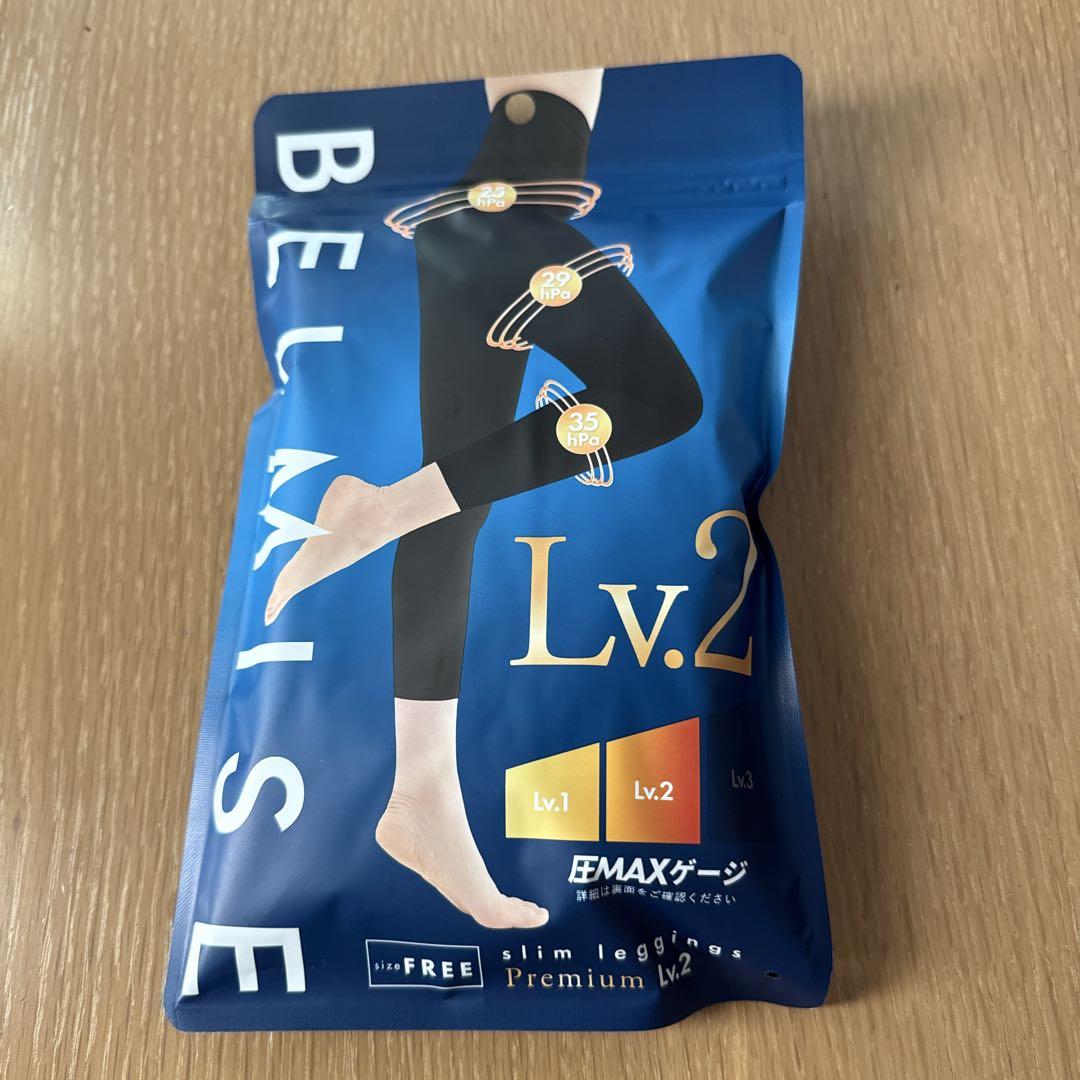 BELMISE
25
hPa
29
hPa
35
hPa
Lv.2
Lv.1
Lv.2
Lv.3
圧MAXゲージ
詳細は裏面をご確認ください
size FREE
slim leggings
Premium Lv.2